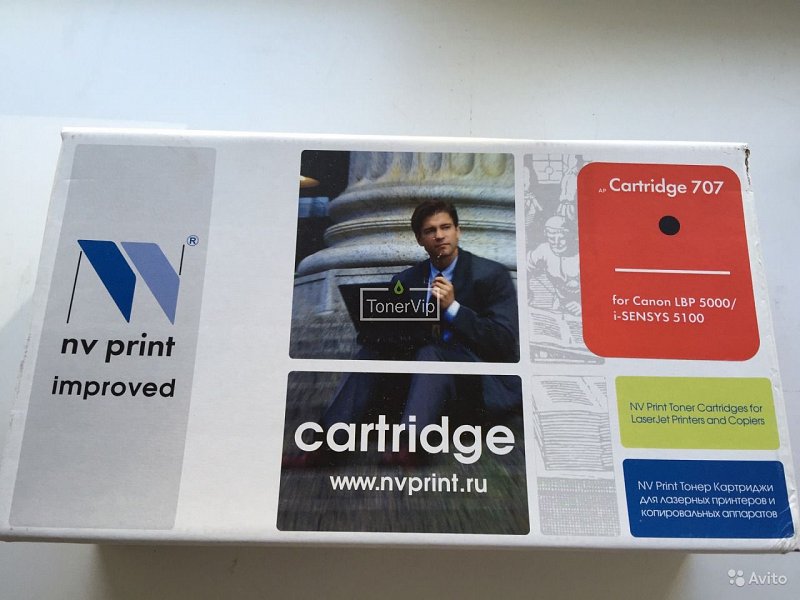 ®
nv print
improved
TonerVip
cartridge
www.nvprint.ru
AP Cartridge 707
for Canon LBP 5000/
i-SENSYS 5100
NV Print Toner Cartridges for
LaserJet Printers and Copiers
NV Print Тонер Картриджи
для лазерных принтеров и
копировальных аппаратов
Avito